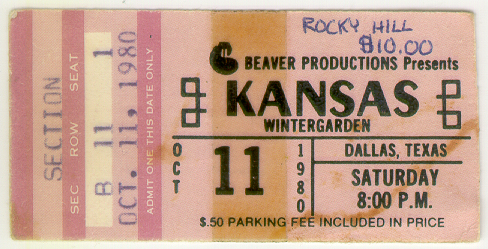 SECTION
SEC ROW SEAT
B 11 1
OCT. 11, 1980
ADMIT ONE THIS DATE ONLY
ROCKY HILL
$10.00
BEAVER PRODUCTIONS Presents
KANSAS
WINTERGARDEN
OCT 11 1980
DALLAS, TEXAS
SATURDAY
8:00 P.M.
$.50 PARKING FEE INCLUDED IN PRICE